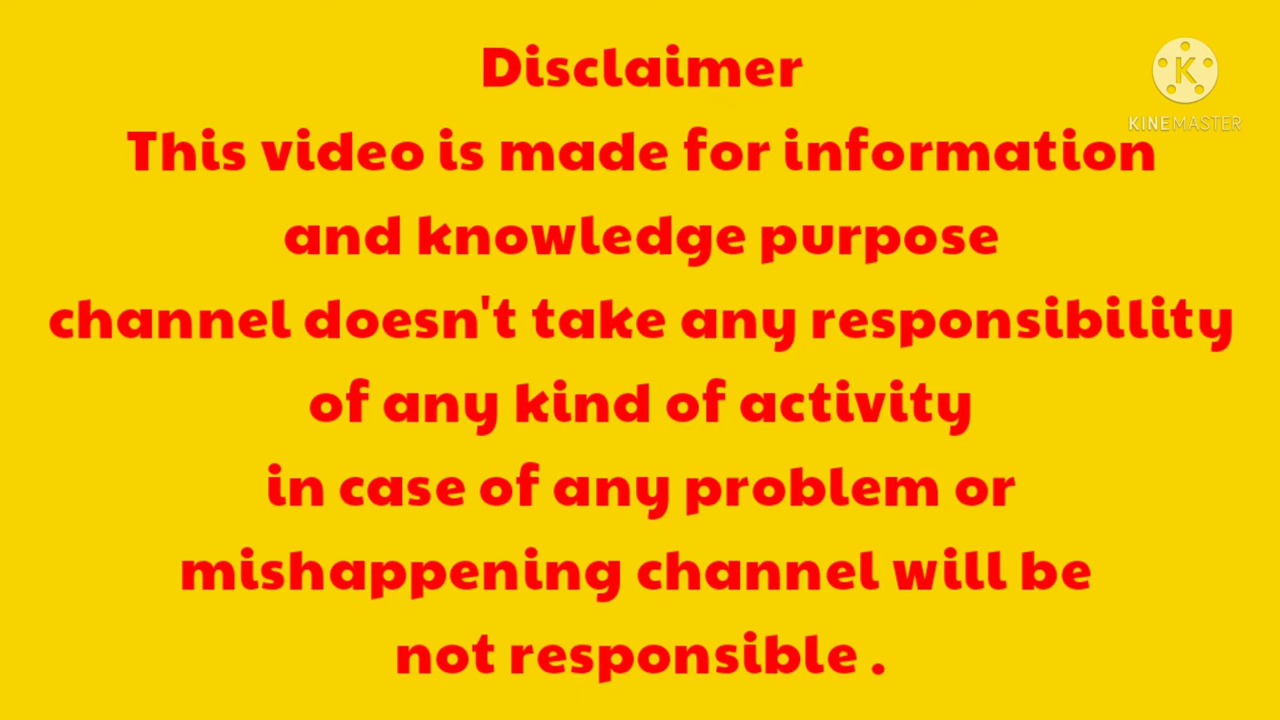 Disclaimer
This video is made for information
and knowledge purpose
channel doesn't take any responsibility
of any kind of activity
in case of any problem or
mishappening channel will be
not responsible .
K
KINEMASTER